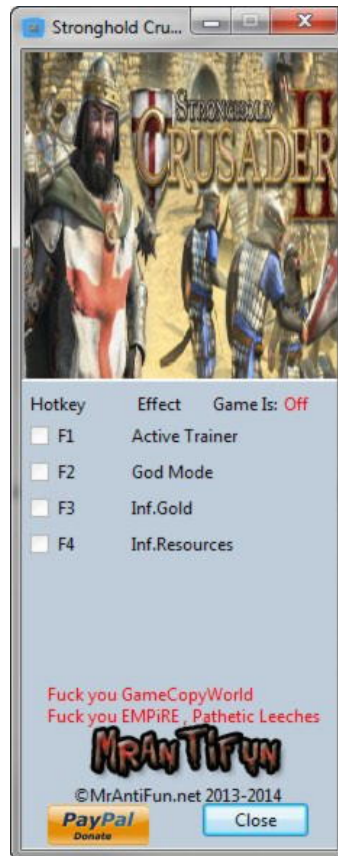 Stronghold Cru...
STRONGHOLD
CRUSADER
II
Hotkey Effect Game Is: Off
F1 Active Trainer
F2 God Mode
F3 Inf.Gold
F4 Inf.Resources
Fuck you GameCopyWorld
Fuck you EMPiRE , Pathetic Leeches
MRANTIFUN
©MrAntiFun.net 2013-2014
PayPal
Donate
Close